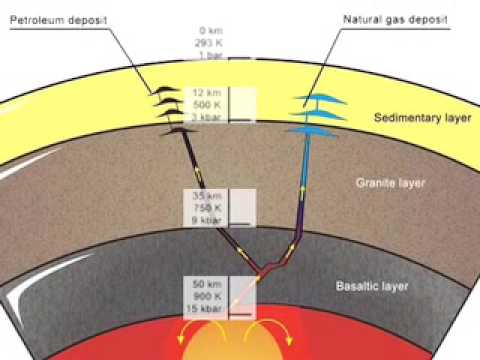 Petroleum deposit
Natural gas deposit
0 km
293 K
1 bar
12 km
500 K
3 kbar
Sedimentary layer
Granite layer
35 km
750 K
9 kbar
50 km
900 K
15 kbar
Basaltic layer